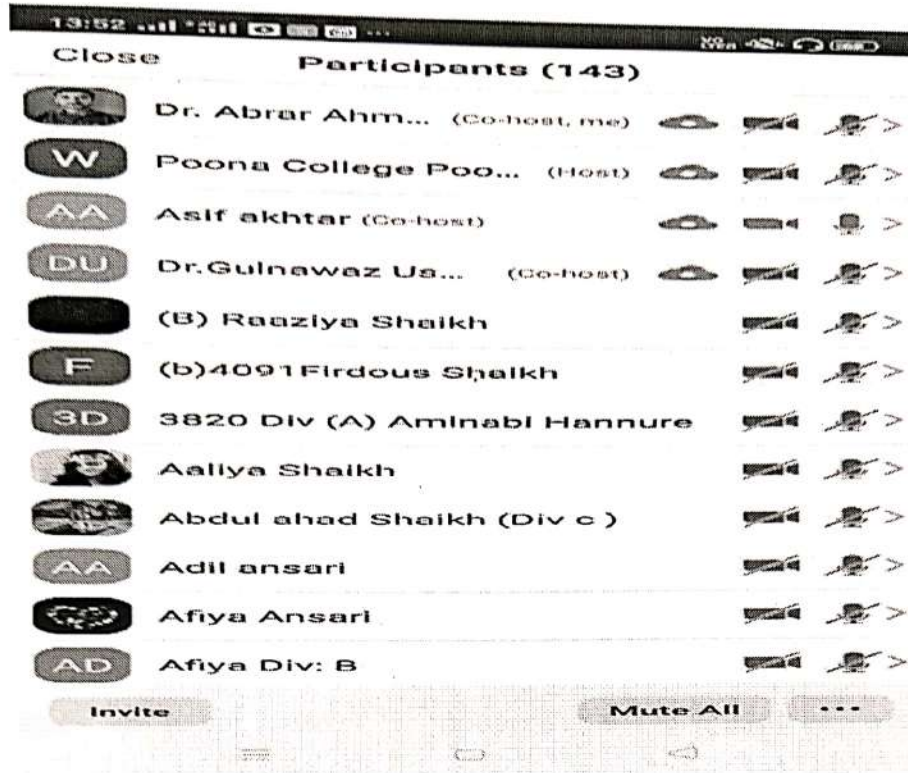 13:52
Close Participants (143)
Dr. Abrar Ahm... (Co-host, me)
W Poona College Poo... (Host)
AA Asif akhtar (Co-host)
DU Dr.Gulnawaz Us... (Co-host)
(B) Raaziya Shaikh
F (b)4091Firdous Shaikh
3D 3820 Div (A) Aminabi Hannure
Aaliya Shaikh
Abdul ahad Shaikh (Div c )
AA Adil ansari
Afiya Ansari
AD Afiya Div: B
Invite Mute All ...